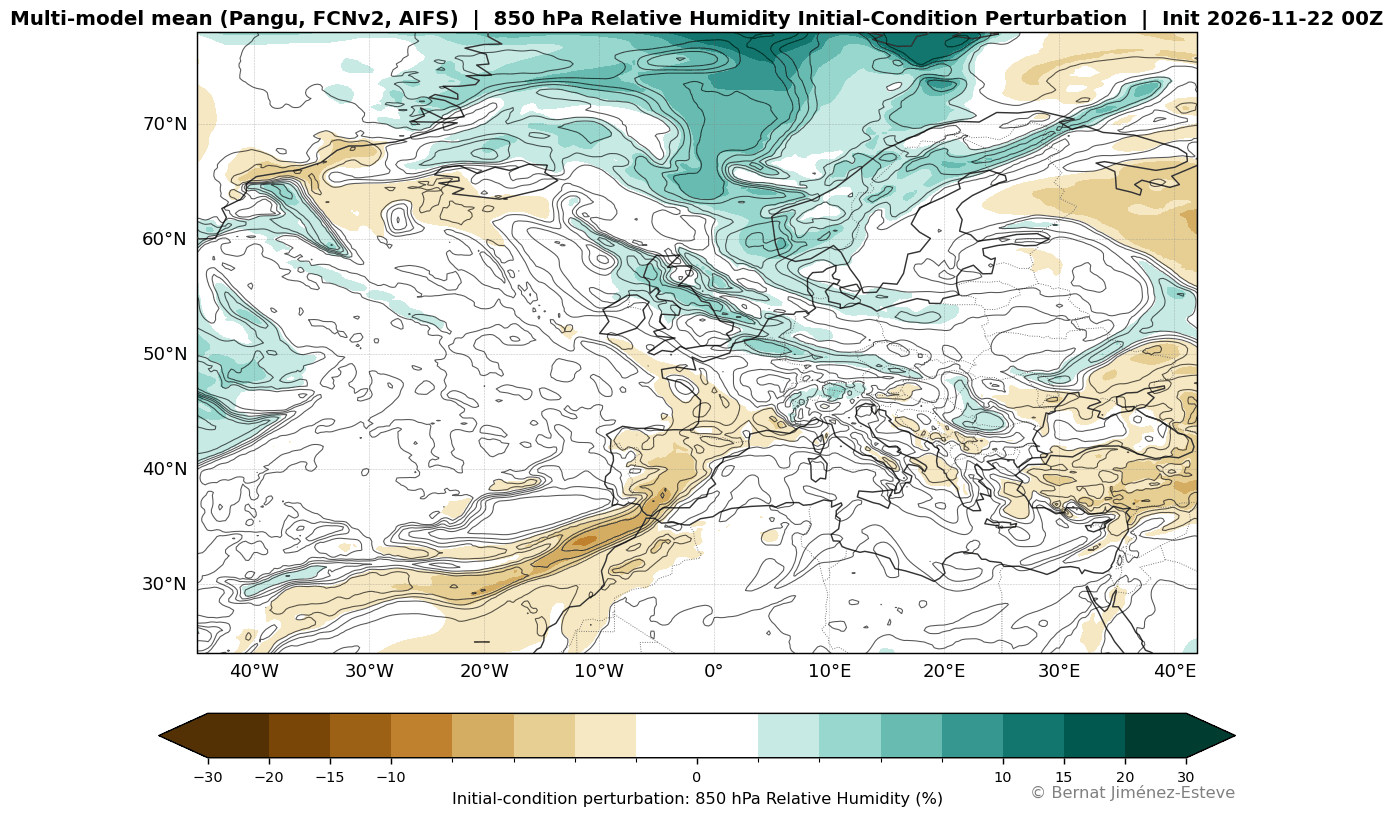 Multi-model mean (Pangu, FCNv2, AIFS)  |  850 hPa Relative Humidity Initial-Condition Perturbation  |  Init 2026-11-22 00Z
70°N
60°N
50°N
40°N
30°N
40°W 30°W 20°W 10°W 0° 10°E 20°E 30°E 40°E
−30 −20 −15 −10 0 10 15 20 30
Initial-condition perturbation: 850 hPa Relative Humidity (%)
© Bernat Jiménez-Esteve